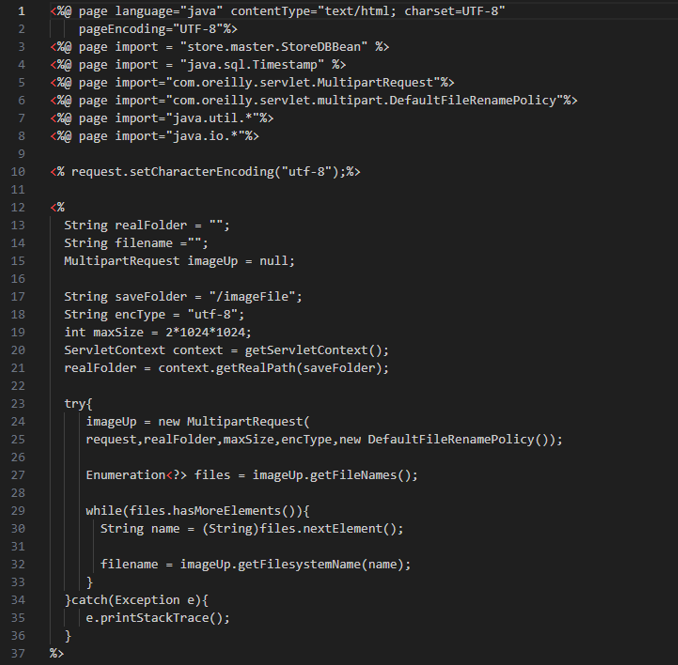 1 <%@ page language="java" contentType="text/html; charset=UTF-8"
2     pageEncoding="UTF-8"%>
3 <%@ page import = "store.master.StoreDBBean" %>
4 <%@ page import = "java.sql.Timestamp" %>
5 <%@ page import="com.oreilly.servlet.MultipartRequest"%>
6 <%@ page import="com.oreilly.servlet.multipart.DefaultFileRenamePolicy"%>
7 <%@ page import="java.util.*"%>
8 <%@ page import="java.io.*"%>
9
10 <% request.setCharacterEncoding("utf-8");%>
11
12 <%
13   String realFolder = "";
14   String filename ="";
15   MultipartRequest imageUp = null;
16
17   String saveFolder = "/imageFile";
18   String encType = "utf-8";
19   int maxSize = 2*1024*1024;
20   ServletContext context = getServletContext();
21   realFolder = context.getRealPath(saveFolder);
22
23   try{
24      imageUp = new MultipartRequest(
25      request,realFolder,maxSize,encType,new DefaultFileRenamePolicy());
26
27      Enumeration<?> files = imageUp.getFileNames();
28
29      while(files.hasMoreElements()){
30        String name = (String)files.nextElement();
31
32        filename = imageUp.getFilesystemName(name);
33      }
34   }catch(Exception e){
35      e.printStackTrace();
36   }
37 %>